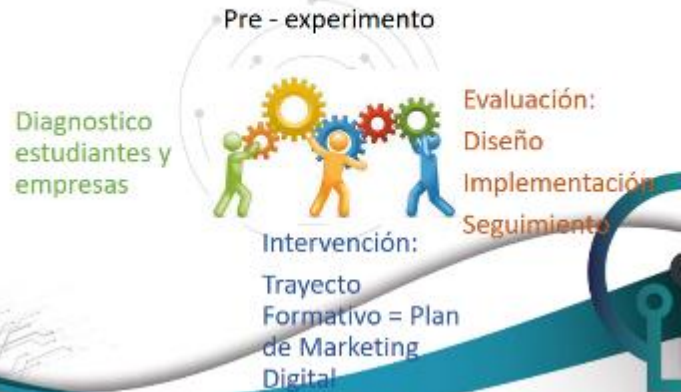 Pre - experimento
Diagnostico
estudiantes y
empresas
Evaluación:
Diseño
Implementación
Seguimiento
Intervención:
Trayecto
Formativo = Plan
de Marketing
Digital